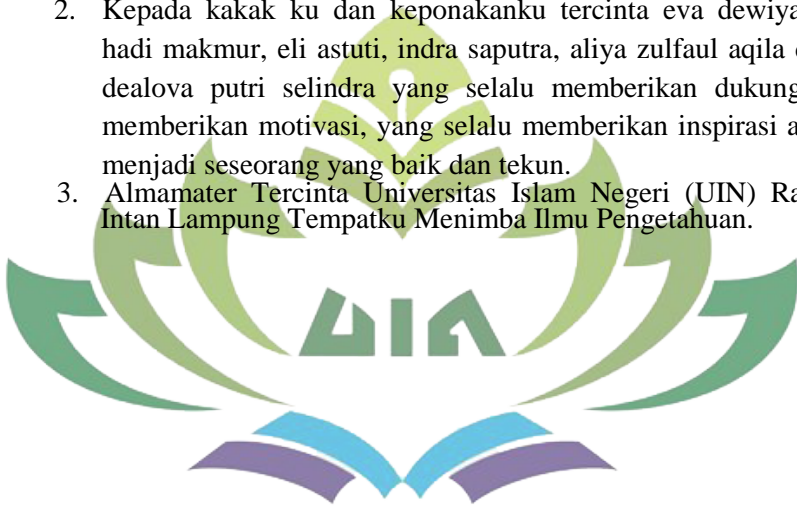 2. Kepada kakak ku dan keponakanku tercinta eva dewiya
hadi makmur, eli astuti, indra saputra, aliya zulfaul aqila
dealova putri selindra yang selalu memberikan dukung
memberikan motivasi, yang selalu memberikan inspirasi a
menjadi seseorang yang baik dan tekun.
3. Almamater Tercinta Universitas Islam Negeri (UIN) Ra
Intan Lampung Tempatku Menimba Ilmu Pengetahuan.
UIN